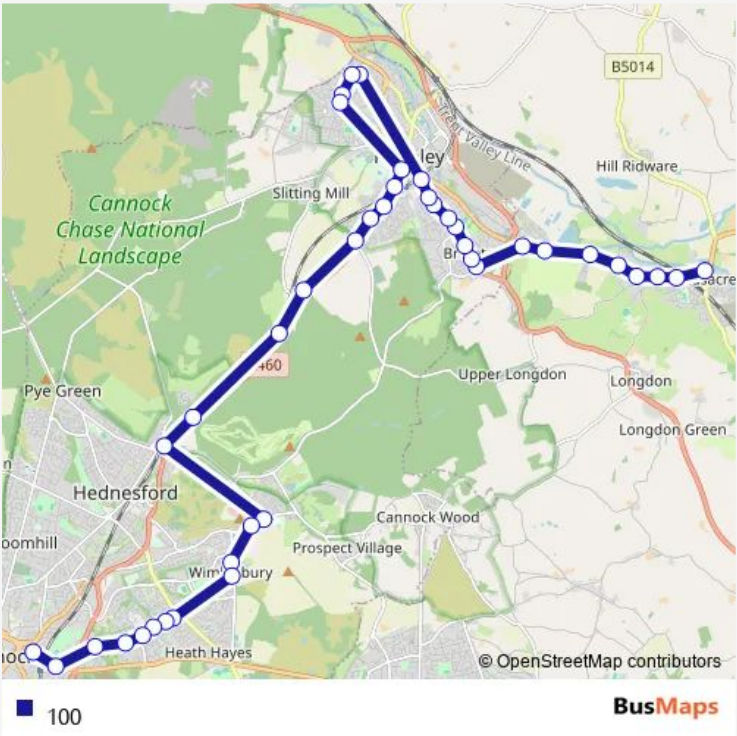 B5014
Trent Valley Line
Hill Ridware
Slitting Mill
Cannock
Chase National
Landscape
460
Pye Green
Upper Longdon
Longdon
Longdon Green
Hednesford
Cannock Wood
Prospect Village
Heath Hayes
© OpenStreetMap contributors
100
BusMaps